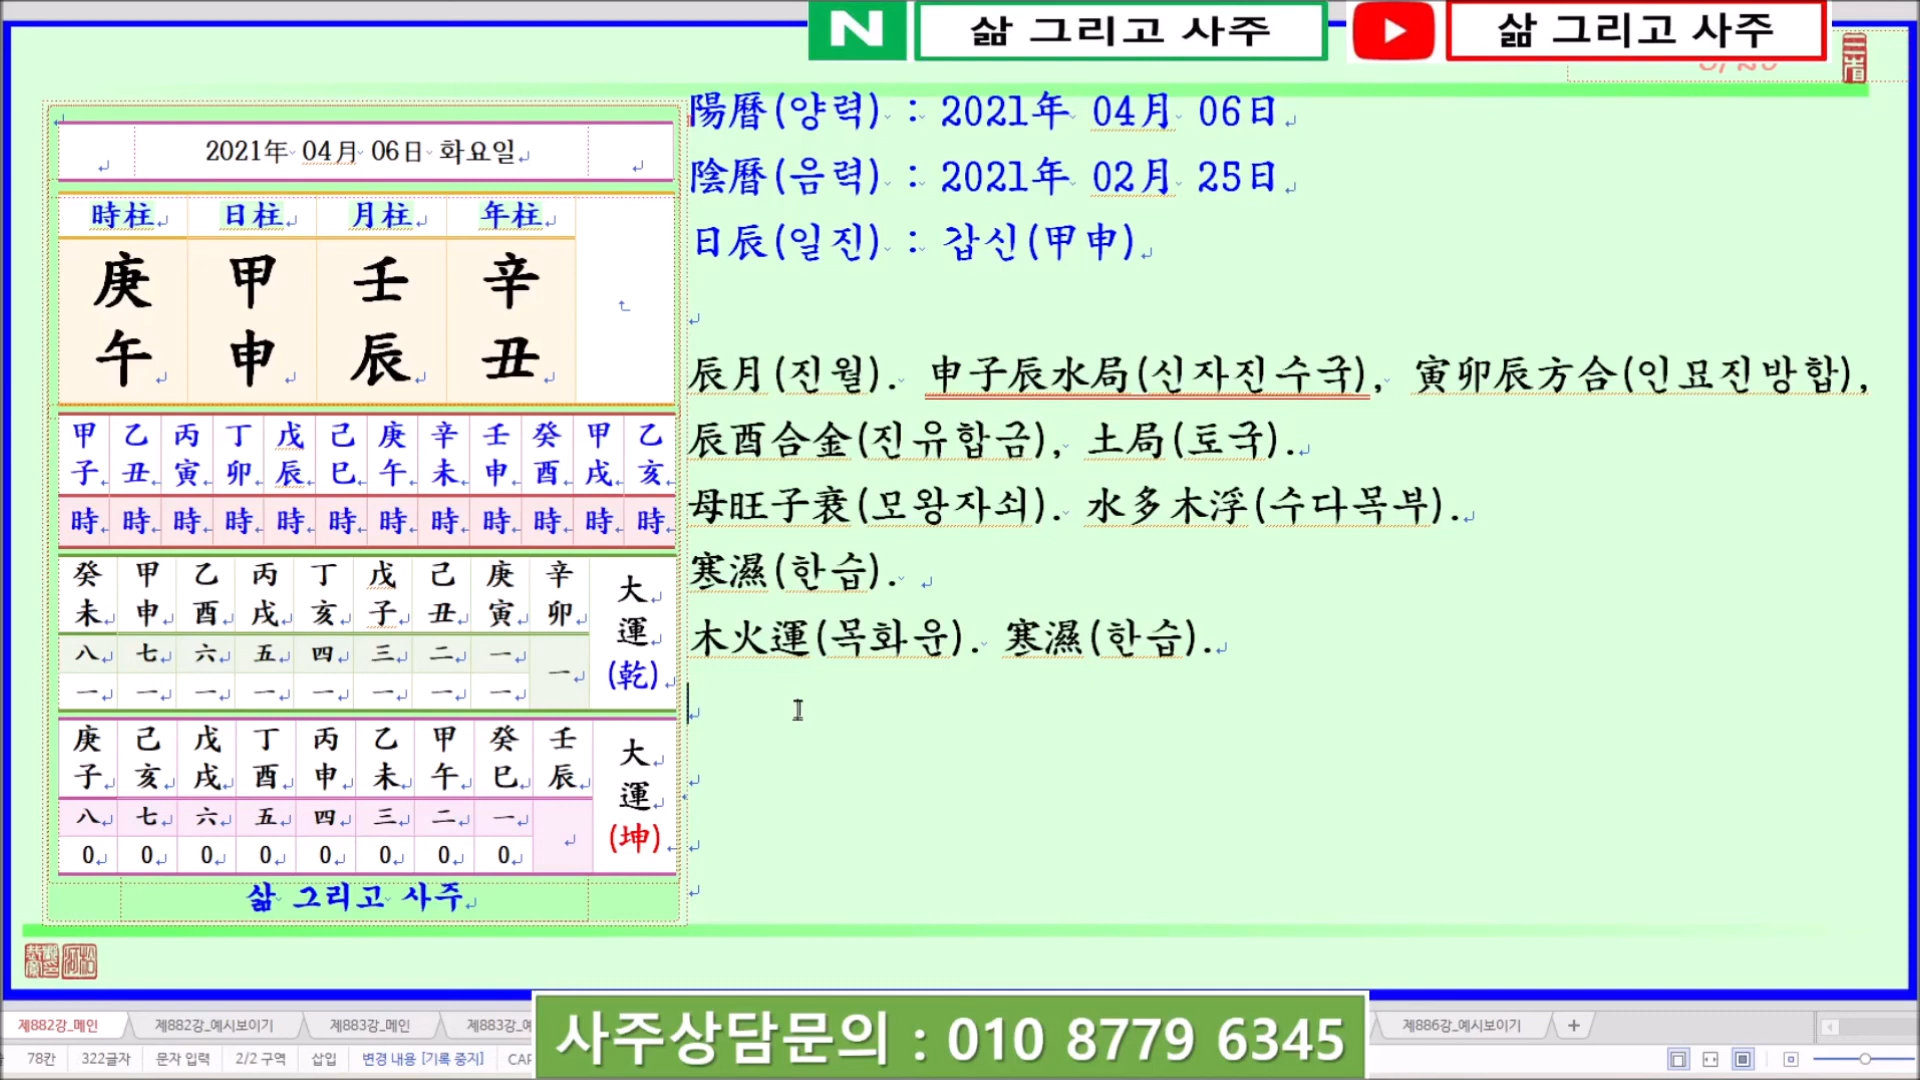 N 삶 그리고 사주 삶 그리고 사주
陽曆(양력) : 2021年 04月 06日
陰曆(음력) : 2021年 02月 25日
日辰(일진) : 갑신(甲申)
辰月(진월). 申子辰水局(신자진수국), 寅卯辰方合(인묘진방합),
辰酉合金(진유합금), 土局(토국).
母旺子衰(모왕자쇠). 水多木浮(수다목부).
寒濕(한습).
木火運(목화운). 寒濕(한습).
2021年 04月 06日 화요일
時柱 日柱 月柱 年柱
庚 甲 壬 辛
午 申 辰 丑
甲 乙 丙 丁 戊 己 庚 辛 壬 癸 甲 乙
子 丑 寅 卯 辰 巳 午 未 申 酉 戌 亥
時 時 時 時 時 時 時 時 時 時 時 時
癸 甲 乙 丙 丁 戊 己 庚 辛 大
未 申 酉 戌 亥 子 丑 寅 卯 運
八 七 六 五 四 三 二 一 一 (乾)
一 一 一 一 一 一 一 一
庚 己 戊 丁 丙 乙 甲 癸 壬 大
子 亥 戌 酉 申 未 午 巳 辰 運
八 七 六 五 四 三 二 一 (坤)
0 0 0 0 0 0 0 0
삶 그리고 사주
제882강_메인 제882강_예시보이기 제883강_메인 제883강_예 제886강_예시보이기 +
78칸 322글자 문자 입력 2/2 구역 삽입 변경 내용 [기록 중지] CAP
사주상담문의 : 010 8779 6345